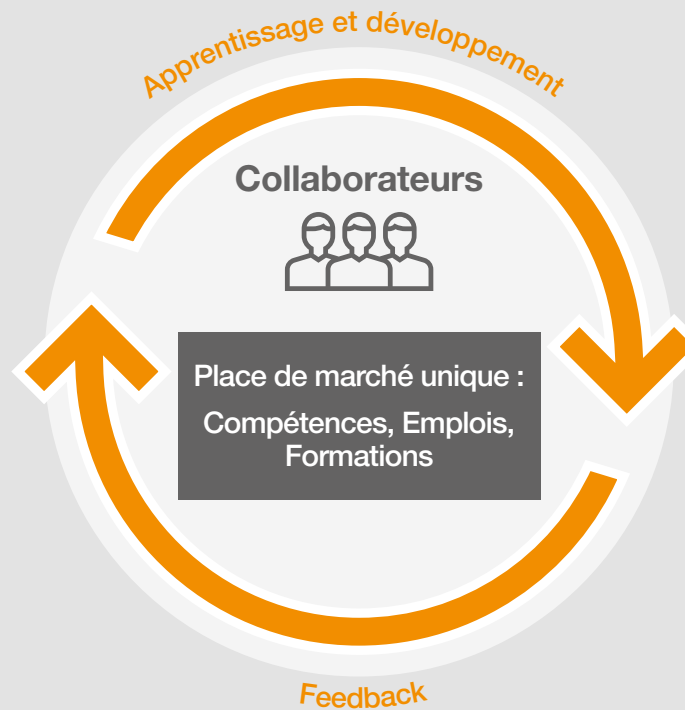 Apprentissage et développement
Collaborateurs
Place de marché unique :
Compétences, Emplois,
Formations
Feedback